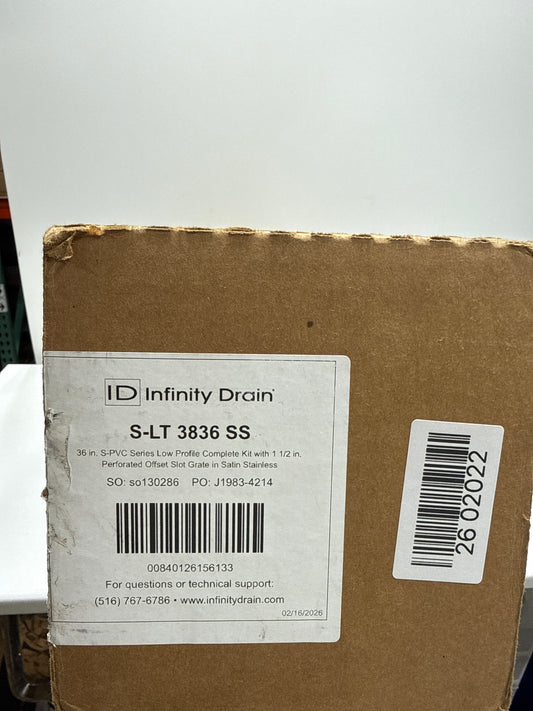 ID Infinity Drain®
S-LT 3836 SS
36 in. S-PVC Series Low Profile Complete Kit with 1 1/2 in.
Perforated Offset Slot Grate in Satin Stainless
SO: so130286 PO: J1983-4214
00840126156133
For questions or technical support:
(516) 767-6786 • www.infinitydrain.com
02/16/2026
26 02022